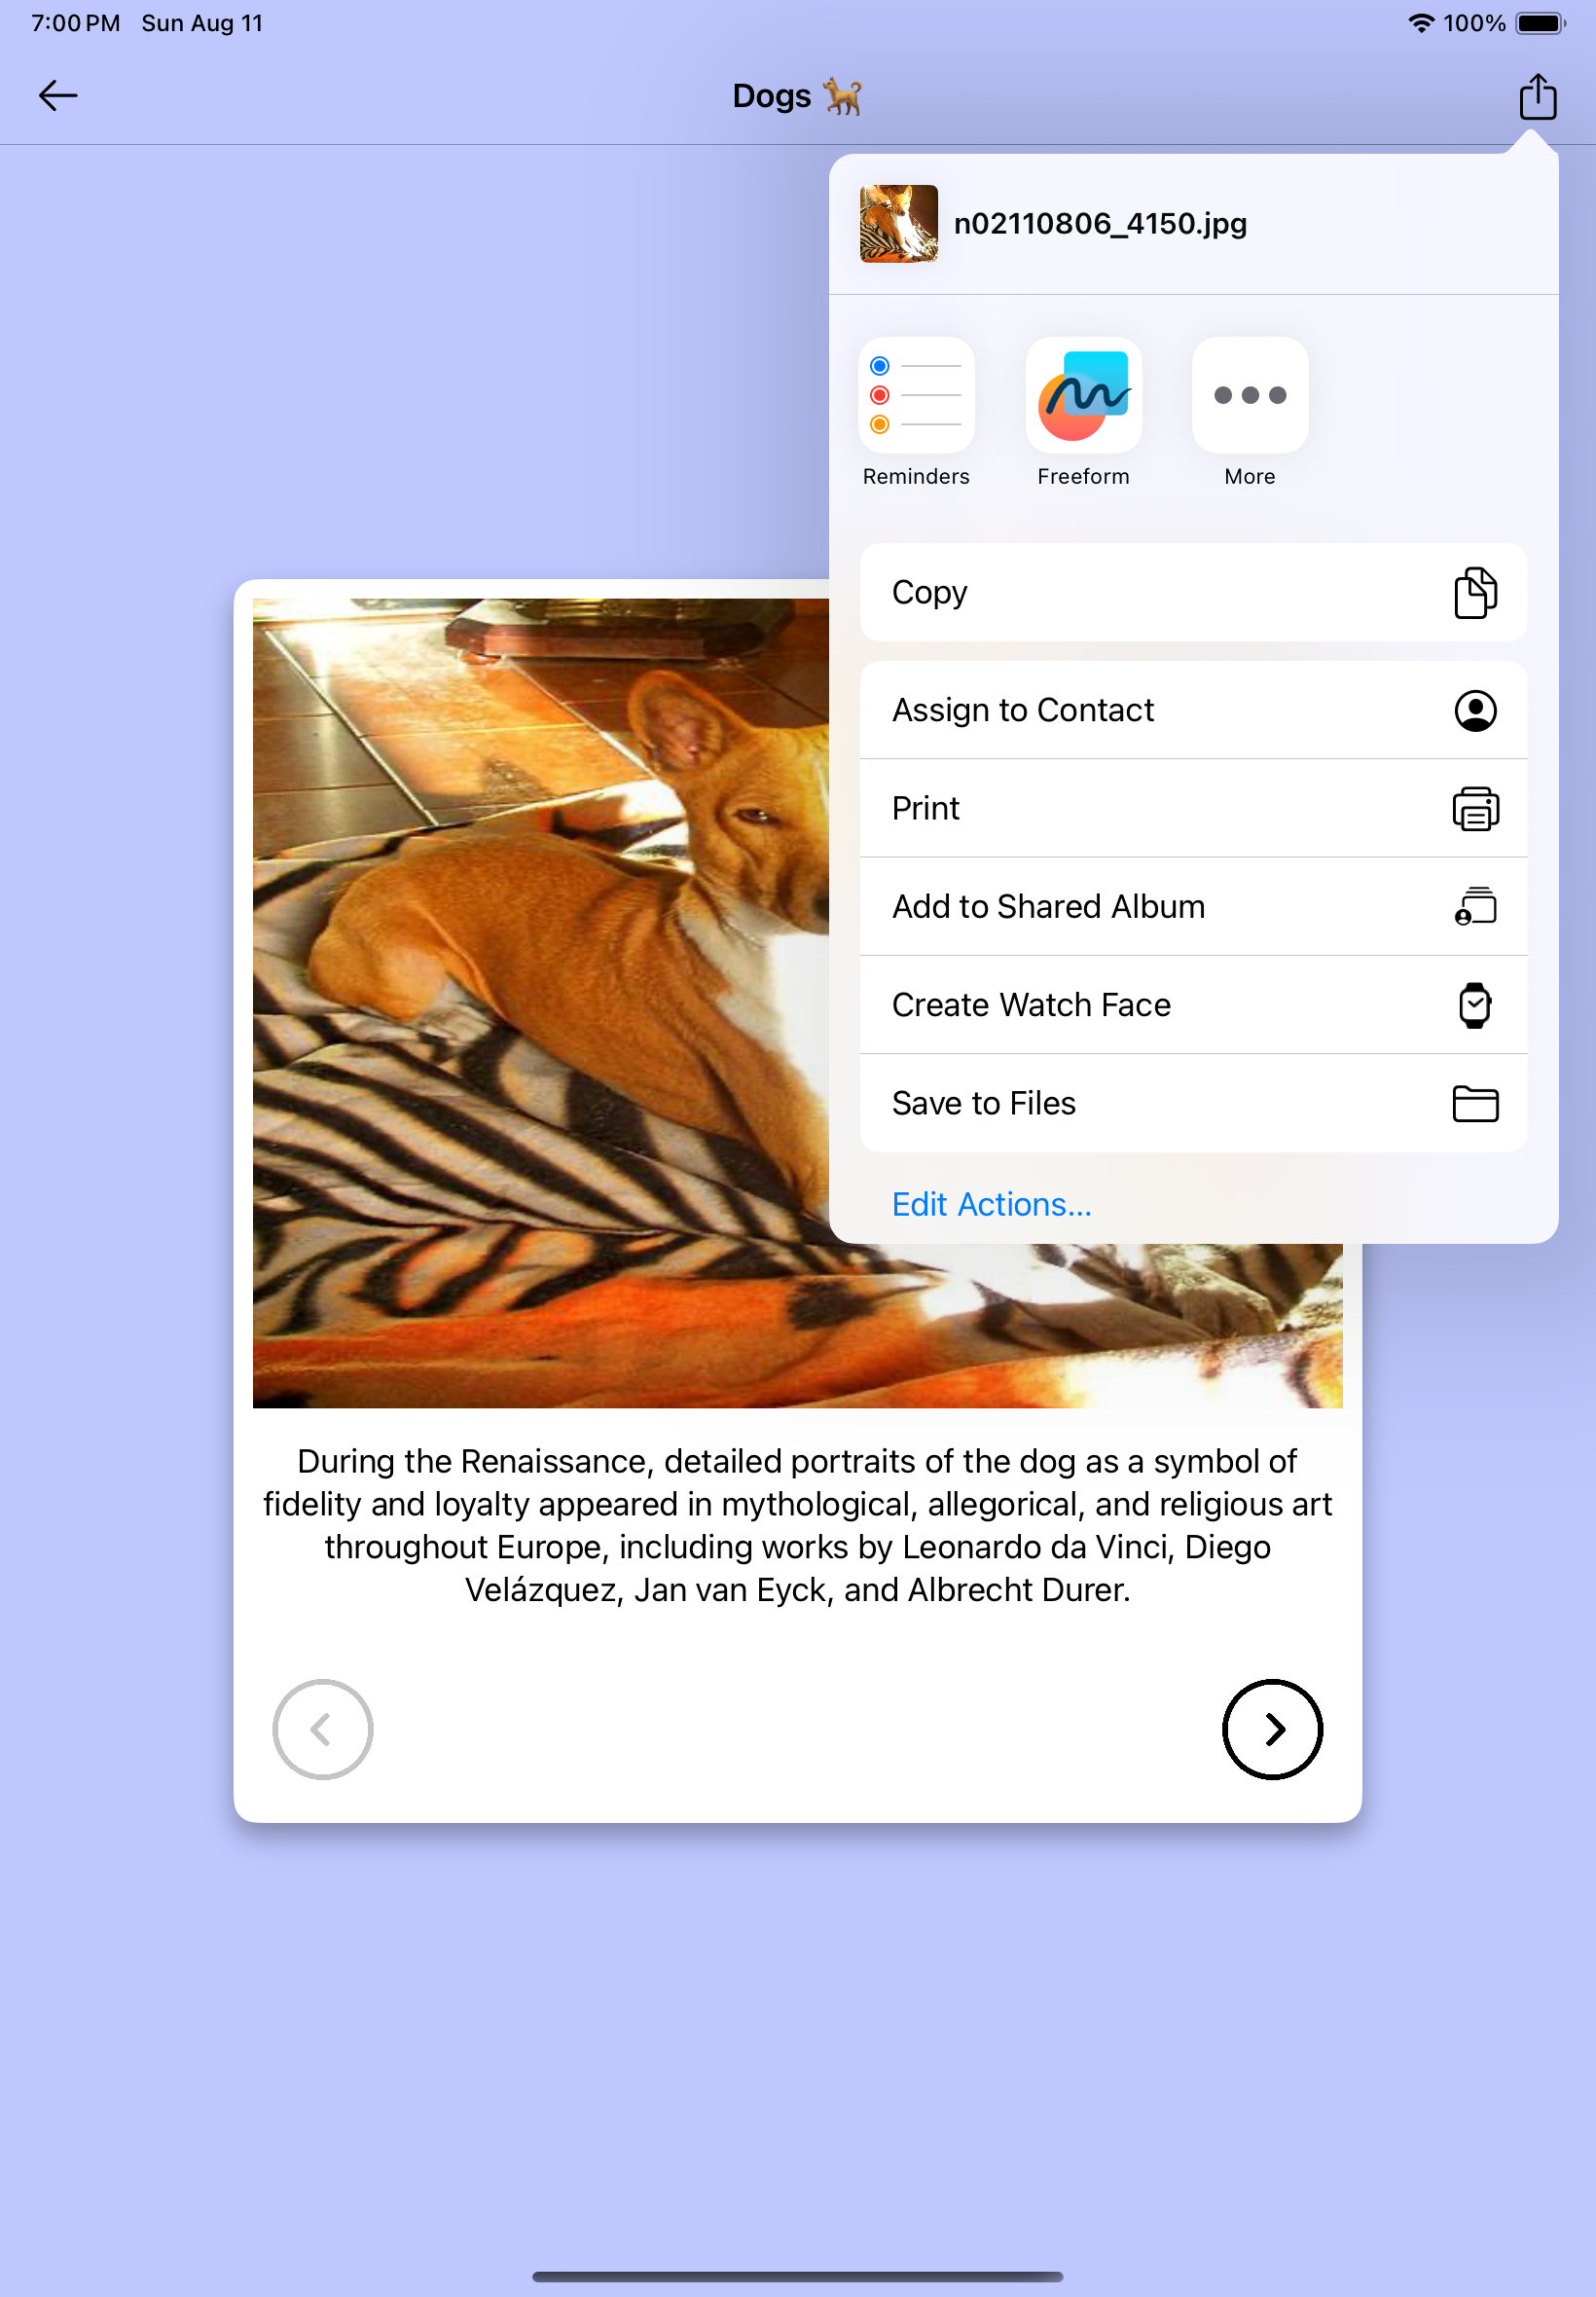 7:00 PM Sun Aug 11
100%
Dogs 🐕
n02110806_4150.jpg
Reminders
Freeform
More
Copy
Assign to Contact
Print
Add to Shared Album
Create Watch Face
Save to Files
Edit Actions...
During the Renaissance, detailed portraits of the dog as a symbol of
fidelity and loyalty appeared in mythological, allegorical, and religious art
throughout Europe, including works by Leonardo da Vinci, Diego
Velázquez, Jan van Eyck, and Albrecht Durer.